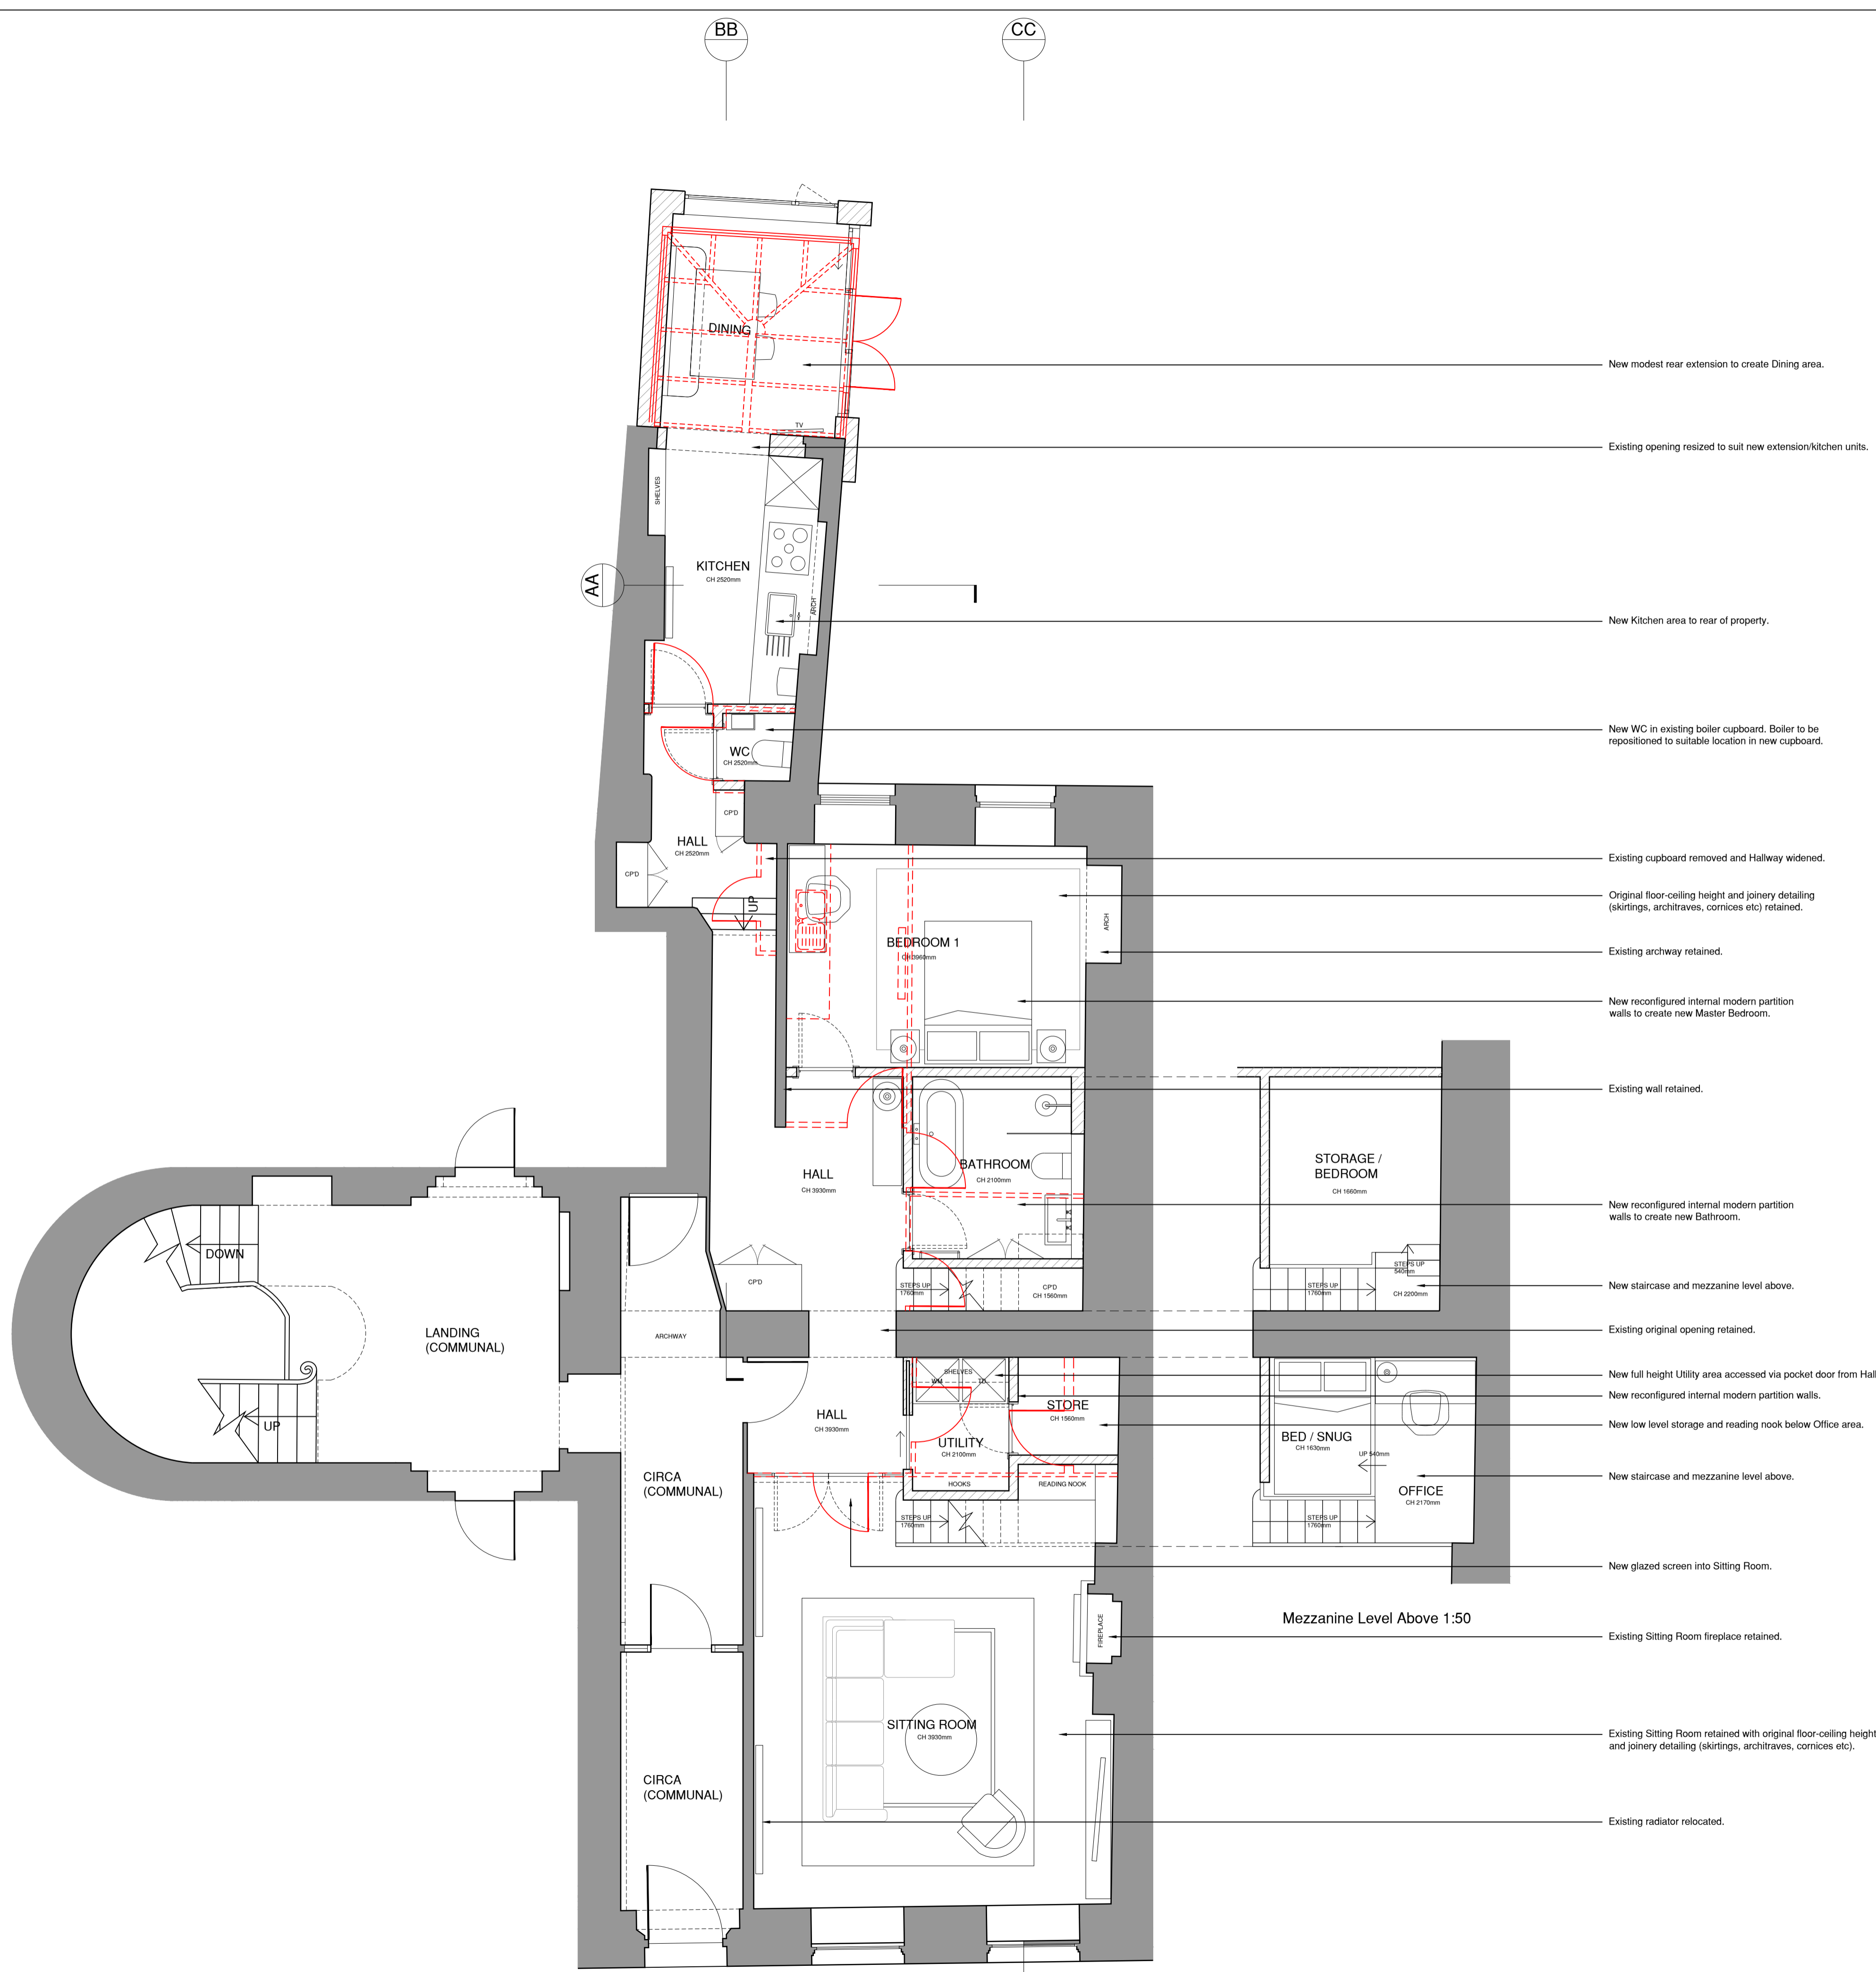 BB
CC
DINING
New modest rear extension to create Dining area.
TV
Existing opening resized to suit new extension/kitchen units.
SHELVES
KITCHEN
CH 2520mm
AA
ARCH
New Kitchen area to rear of property.
WC
CH 2520mm
New WC in existing boiler cupboard. Boiler to be
repositioned to suitable location in new cupboard.
CP'D
HALL
CH 2520mm
CP'D
UP
Existing cupboard removed and Hallway widened.
Original floor-ceiling height and joinery detailing
(skirtings, architraves, cornices etc) retained.
ARCH
BEDROOM 1
CH 3960mm
Existing archway retained.
New reconfigured internal modern partition
walls to create new Master Bedroom.
Existing wall retained.
HALL
CH 3930mm
BATHROOM
CH 2100mm
STORAGE /
BEDROOM
CH 1660mm
New reconfigured internal modern partition
walls to create new Bathroom.
DOWN
CP'D
STEPS UP
1760mm
CP'D
CH 1560mm
STEPS UP
540mm
STEPS UP
1760mm
CH 2200mm
New staircase and mezzanine level above.
LANDING
(COMMUNAL)
ARCHWAY
Existing original opening retained.
SHELVES
WM
TD
New full height Utility area accessed via pocket door from Hall
New reconfigured internal modern partition walls.
UP
HALL
CH 3930mm
STORE
CH 1560mm
New low level storage and reading nook below Office area.
UTILITY
CH 2100mm
BED / SNUG
CH 1630mm
UP 540mm
CIRCA
(COMMUNAL)
HOOKS
READING NOOK
OFFICE
CH 2170mm
New staircase and mezzanine level above.
STEPS UP
1760mm
STEPS UP
1760mm
New glazed screen into Sitting Room.
Mezzanine Level Above 1:50
FIREPLACE
Existing Sitting Room fireplace retained.
SITTING ROOM
CH 3930mm
Existing Sitting Room retained with original floor-ceiling height
and joinery detailing (skirtings, architraves, cornices etc).
CIRCA
(COMMUNAL)
Existing radiator relocated.